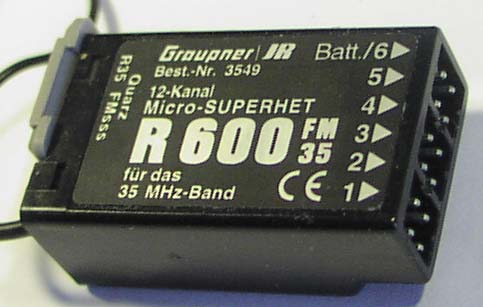 Graupner JR
Best.-Nr. 3549
12-Kanal
Micro-SUPERHET
R600 FM
35
für das
35 MHz-Band
CE
Batt./6
5
4
3
2
1
Quarz
R35 FMsss